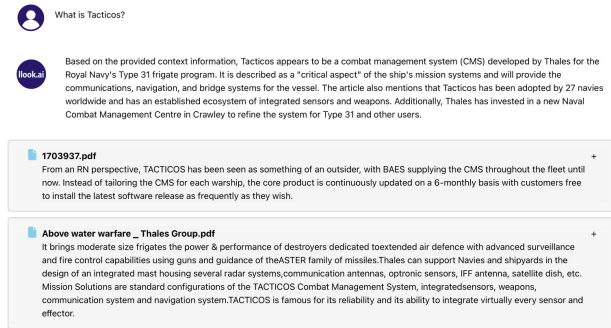 What is Tacticos?
llook.ai
Based on the provided context information, Tacticos appears to be a combat management system (CMS) developed by Thales for the
Royal Navy's Type 31 frigate program. It is described as a "critical aspect" of the ship's mission systems and will provide the
communications, navigation, and bridge systems for the vessel. The article also mentions that Tacticos has been adopted by 27 navies
worldwide and has an established ecosystem of integrated sensors and weapons. Additionally, Thales has invested in a new Naval
Combat Management Centre in Crawley to refine the system for Type 31 and other users.
1703937.pdf +
From an RN perspective, TACTICOS has been seen as something of an outsider, with BAES supplying the CMS throughout the fleet until
now. Instead of tailoring the CMS for each warship, the core product is continuously updated on a 6-monthly basis with customers free
to install the latest software release as frequently as they wish.
Above water warfare _ Thales Group.pdf +
It brings moderate size frigates the power & performance of destroyers dedicated toextended air defence with advanced surveillance
and fire control capabilities using guns and guidance of theASTER family of missiles.Thales can support Navies and shipyards in the
design of an integrated mast housing several radar systems,communication antennas, optronic sensors, IFF antenna, satellite dish, etc.
Mission Solutions are standard configurations of the TACTICOS Combat Management System, integratedsensors, weapons,
communication system and navigation system.TACTICOS is famous for its reliability and its ability to integrate virtually every sensor and
effector.